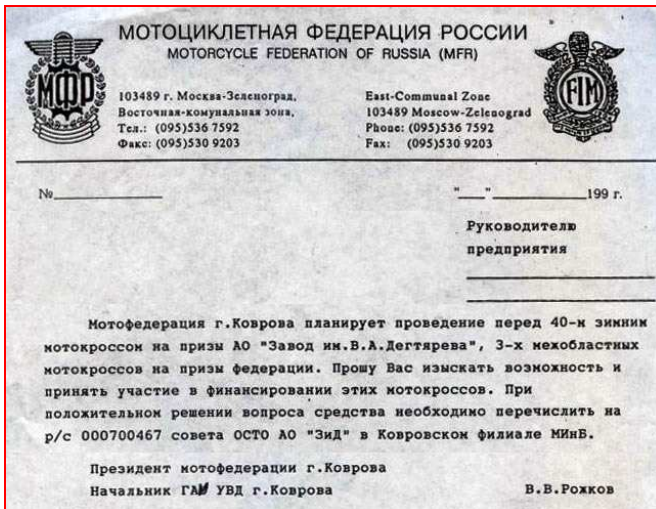 МОТОЦИКЛЕТНАЯ ФЕДЕРАЦИЯ РОССИИ
MOTORCYCLE FEDERATION OF RUSSIA (MFR)
МФР
FIM
103489 г. Москва-Зеленоград,
Восточная-комунальная зона,
Тел.: (095)536 7592
Факс: (095)530 9203
East-Communal Zone
103489 Moscow-Zelenograd
Phone: (095)536 7592
Fax: (095)530 9203
№____________ "___"__________199 г.
Руководителю
предприятия
Мотофедерация г.Коврова планирует проведение перед 40-м зимним
мотокроссом на призы АО "Завод им.В.А.Дегтярева", 3-х межобластных
мотокроссов на призы федерации. Прошу Вас изыскать возможность и
принять участие в финансировании этих мотокроссов. При
положительном решении вопроса средства необходимо перечислить на
р/с 000700467 совета ОСТО АО "ЗиД" в Ковровском филиале МИнБ.
Президент мотофедерации г.Коврова
Начальник ГАИ УВД г.Коврова В.В.Рожков